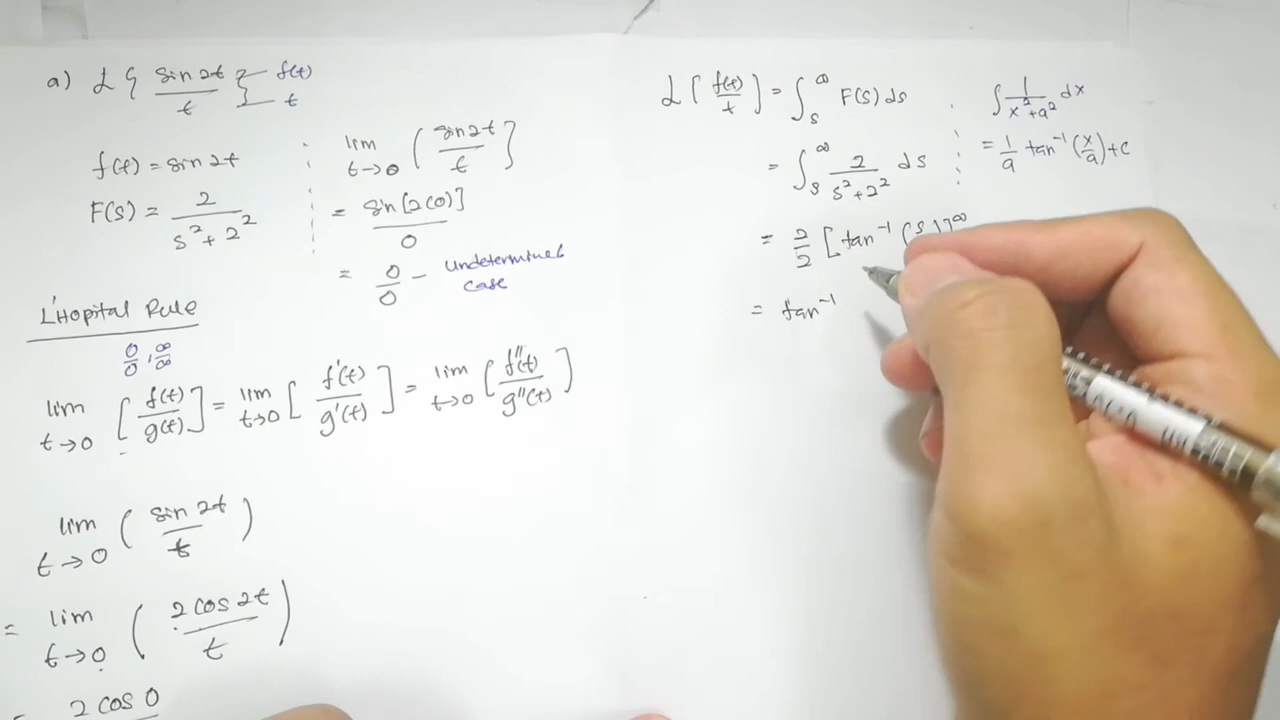 a) ℒ{ sin 2t / t } f(t) / t
f(t) = sin 2t
F(s) = 2 / s² + 2²
lim t→0 ( sin 2t / t ]
= sin [2(0)] / 0
= 0/0 — undetermined case
L'Hopital Rule
0/0 , ∞/∞
lim t→0 [ f(t) / g(t) ] = lim t→0 [ f'(t) / g'(t) ] = lim t→0 [ f''(t) / g''(t) ]
lim t→0 ( sin 2t / t )
= lim t→0 ( 2 cos 2t / t )
= 2 cos 0
ℒ [ f(t) / t ] = ∫ₛ^∞ F(s) ds
= ∫ₛ^∞ 2 / s² + 2² ds
= 2/2 [ tan⁻¹ ( s ) ]^∞
= tan⁻¹
∫ 1 / x² + a² dx
= 1/a tan⁻¹ (x/a) + c